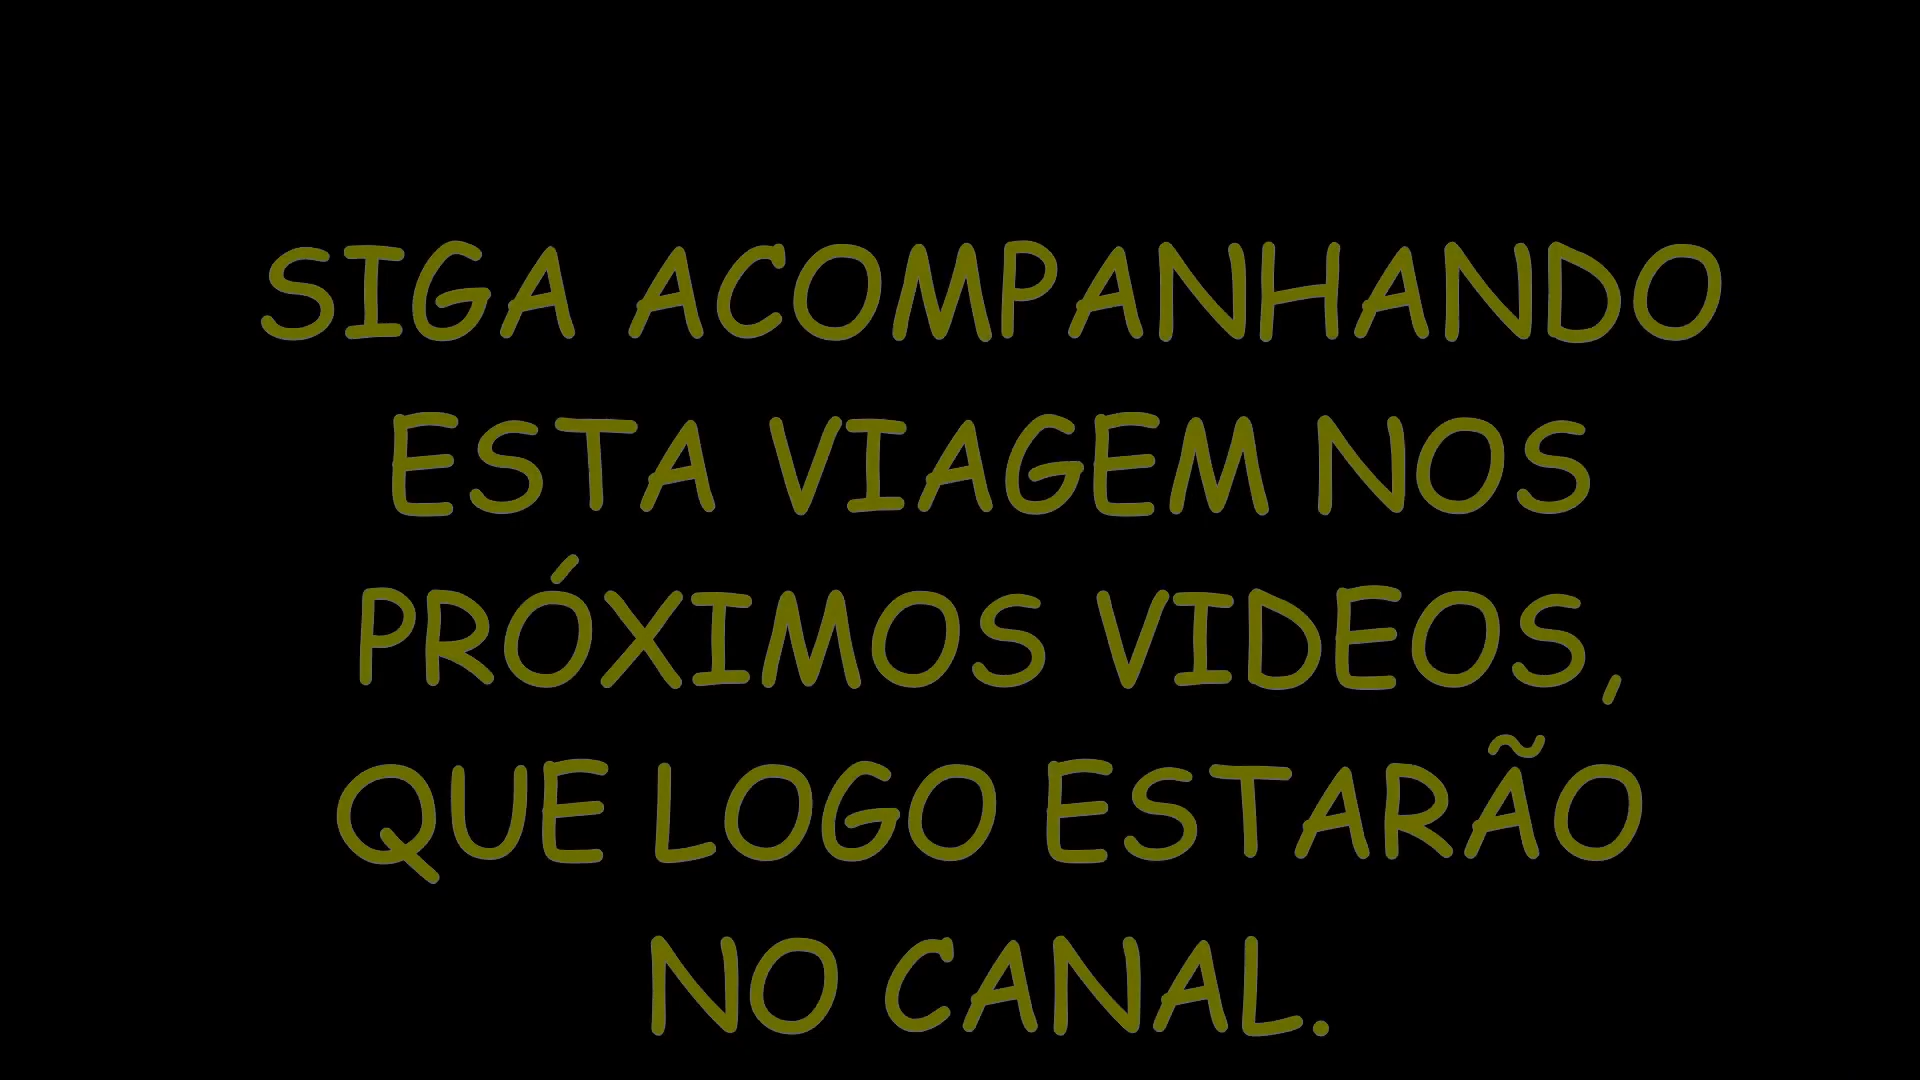 SIGA ACOMPANHANDO
ESTA VIAGEM NOS
PRÓXIMOS VIDEOS,
QUE LOGO ESTARÃO
NO CANAL.